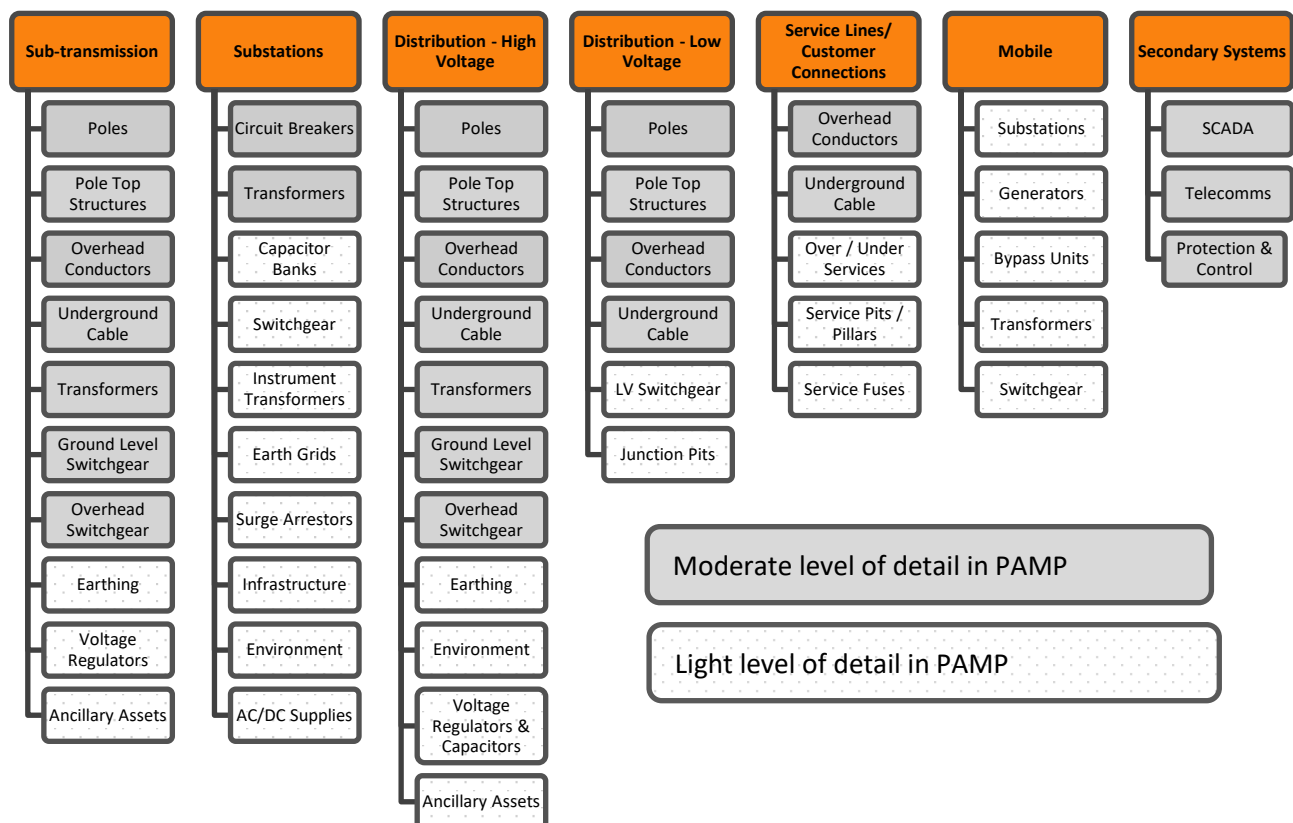 Sub-transmission
Poles
Pole Top
Structures
Overhead
Conductors
Underground
Cable
Transformers
Ground Level
Switchgear
Overhead
Switchgear
Earthing
Voltage
Regulators
Ancillary Assets
Substations
Circuit Breakers
Transformers
Capacitor
Banks
Switchgear
Instrument
Transformers
Earth Grids
Surge Arrestors
Infrastructure
Environment
AC/DC Supplies
Distribution - High
Voltage
Poles
Pole Top
Structures
Overhead
Conductors
Underground
Cable
Transformers
Ground Level
Switchgear
Overhead
Switchgear
Earthing
Environment
Voltage
Regulators &
Capacitors
Ancillary Assets
Distribution - Low
Voltage
Poles
Pole Top
Structures
Overhead
Conductors
Underground
Cable
LV Switchgear
Junction Pits
Service Lines/
Customer
Connections
Overhead
Conductors
Underground
Cable
Over / Under
Services
Service Pits /
Pillars
Service Fuses
Mobile
Substations
Generators
Bypass Units
Transformers
Switchgear
Secondary Systems
SCADA
Telecomms
Protection &
Control
Moderate level of detail in PAMP
Light level of detail in PAMP